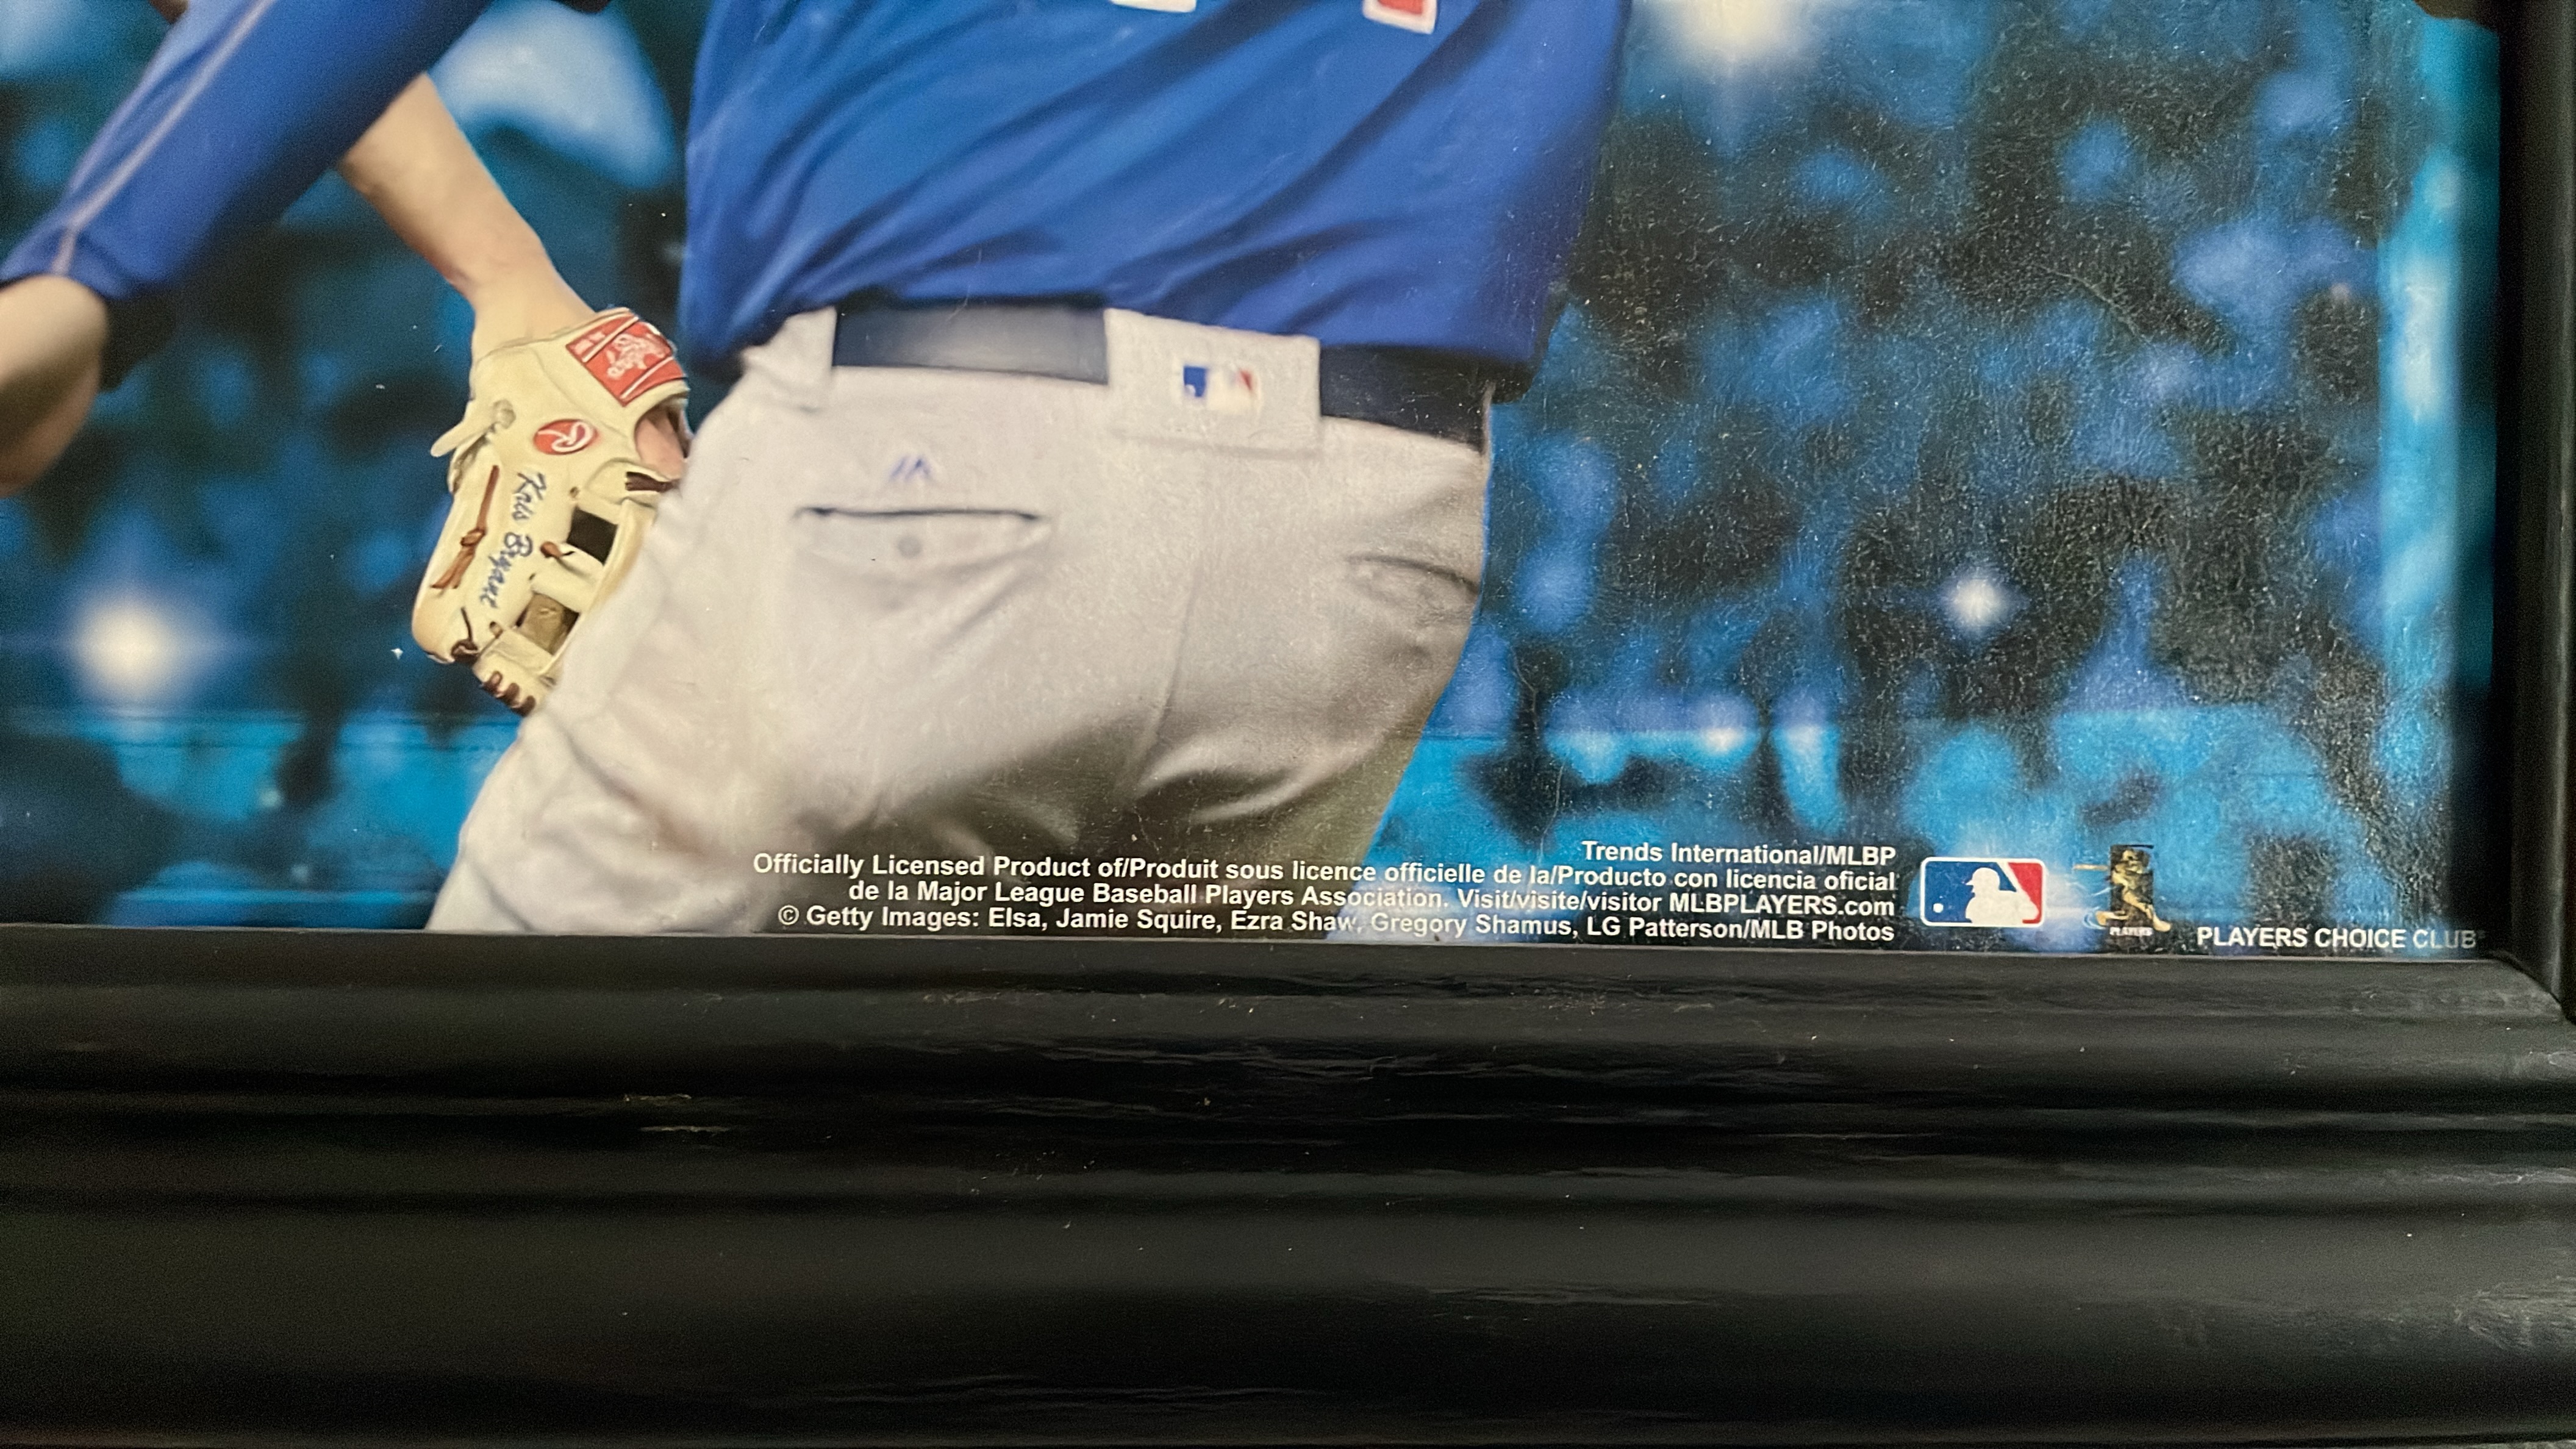 Rawlings
R
Kris Bryant
Trends International/MLBP
Officially Licensed Product of/Produit sous licence officielle de la/Producto con licencia oficial
de la Major League Baseball Players Association. Visit/visite/visitor MLBPLAYERS.com
© Getty Images: Elsa, Jamie Squire, Ezra Shaw, Gregory Shamus, LG Patterson/MLB Photos
PLAYERS
PLAYERS CHOICE CLUB®